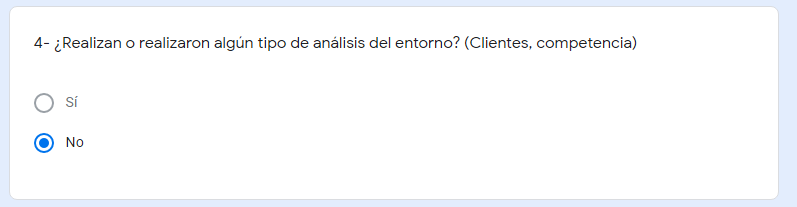 4- ¿Realizan o realizaron algún tipo de análisis del entorno? (Clientes, competencia)
Sí
No